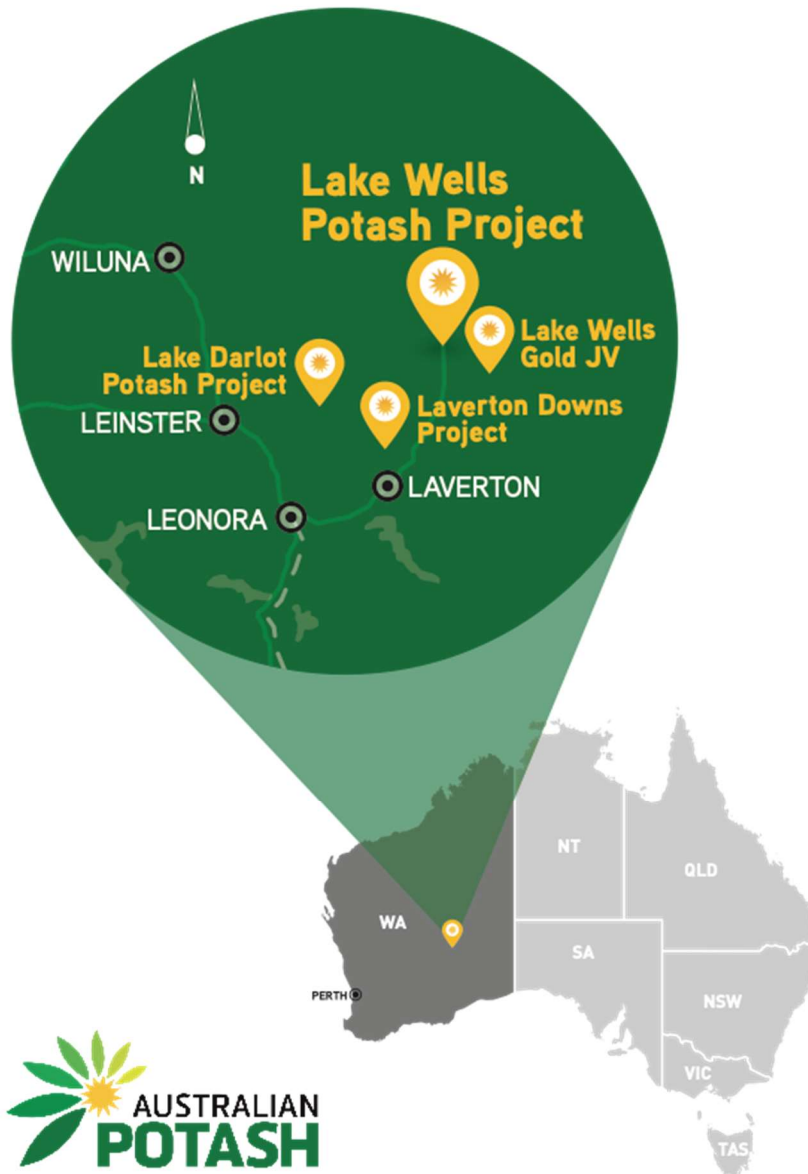 N
Lake Wells
Potash Project
WILUNA
Lake Wells
Gold JV
Lake Darlot
Potash Project
Laverton Downs
Project
LEINSTER
LAVERTON
LEONORA
NT
QLD
WA
SA
PERTH
NSW
VIC
AUSTRALIAN
POTASH
TAS